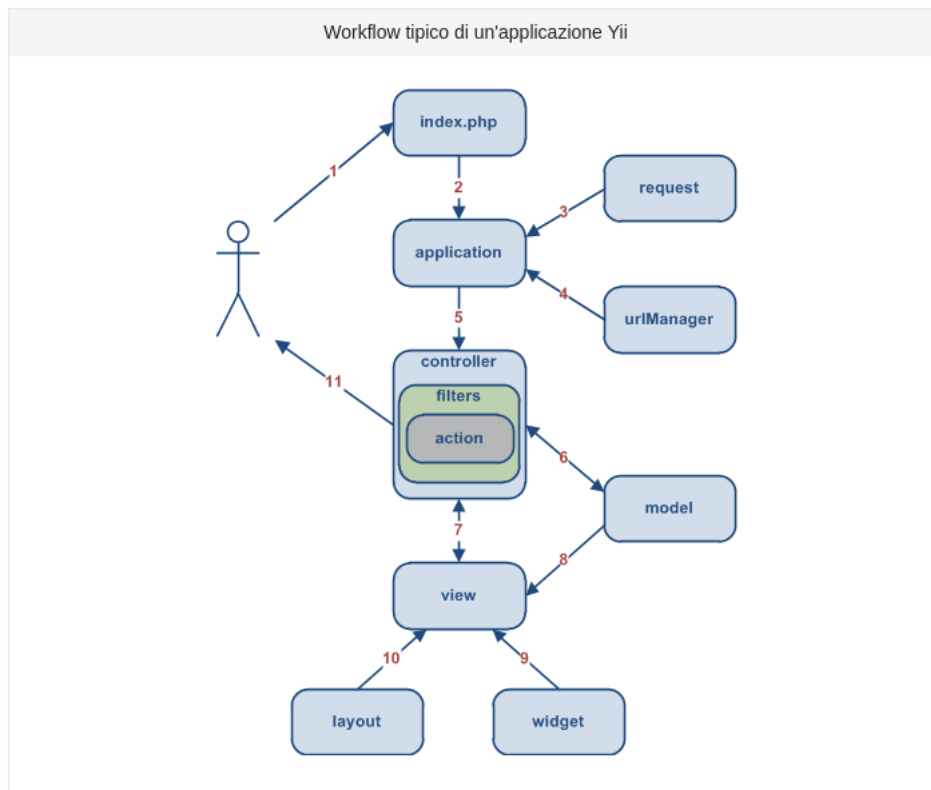 Workflow tipico di un'applicazione Yii
index.php
1
2
request
3
application
4
urlManager
5
controller
filters
11
action
6
model
7
8
view
10
9
layout
widget